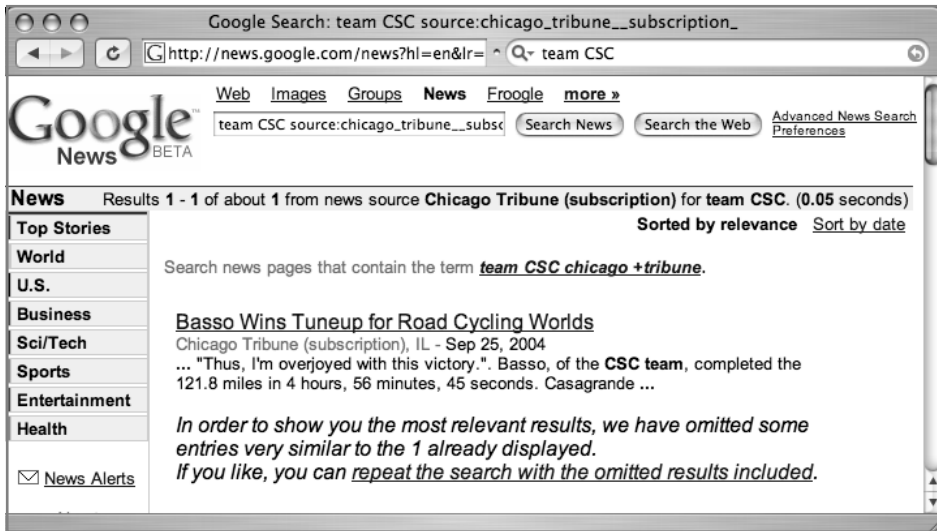 Google Search: team CSC source:chicago_tribune__subscription_
http://news.google.com/news?hl=en&lr= team CSC
Web Images Groups News Froogle more »
Google™
News BETA
team CSC source:chicago_tribune__subsc Search News Search the Web Advanced News Search
Preferences
News Results 1 - 1 of about 1 from news source Chicago Tribune (subscription) for team CSC. (0.05 seconds)
Top Stories
World
U.S.
Business
Sci/Tech
Sports
Entertainment
Health
News Alerts
Sorted by relevance Sort by date
Search news pages that contain the term team CSC chicago +tribune.
Basso Wins Tuneup for Road Cycling Worlds
Chicago Tribune (subscription), IL - Sep 25, 2004
... "Thus, I'm overjoyed with this victory.". Basso, of the CSC team, completed the
121.8 miles in 4 hours, 56 minutes, 45 seconds. Casagrande ...
In order to show you the most relevant results, we have omitted some
entries very similar to the 1 already displayed.
If you like, you can repeat the search with the omitted results included.